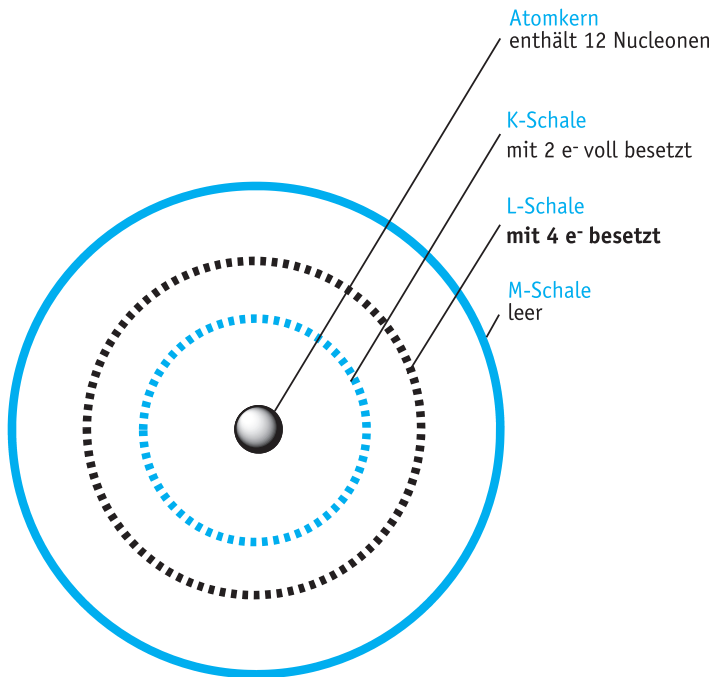 Atomkern
enthält 12 Nucleonen
K-Schale
mit 2 e⁻ voll besetzt
L-Schale
mit 4 e⁻ besetzt
M-Schale
leer